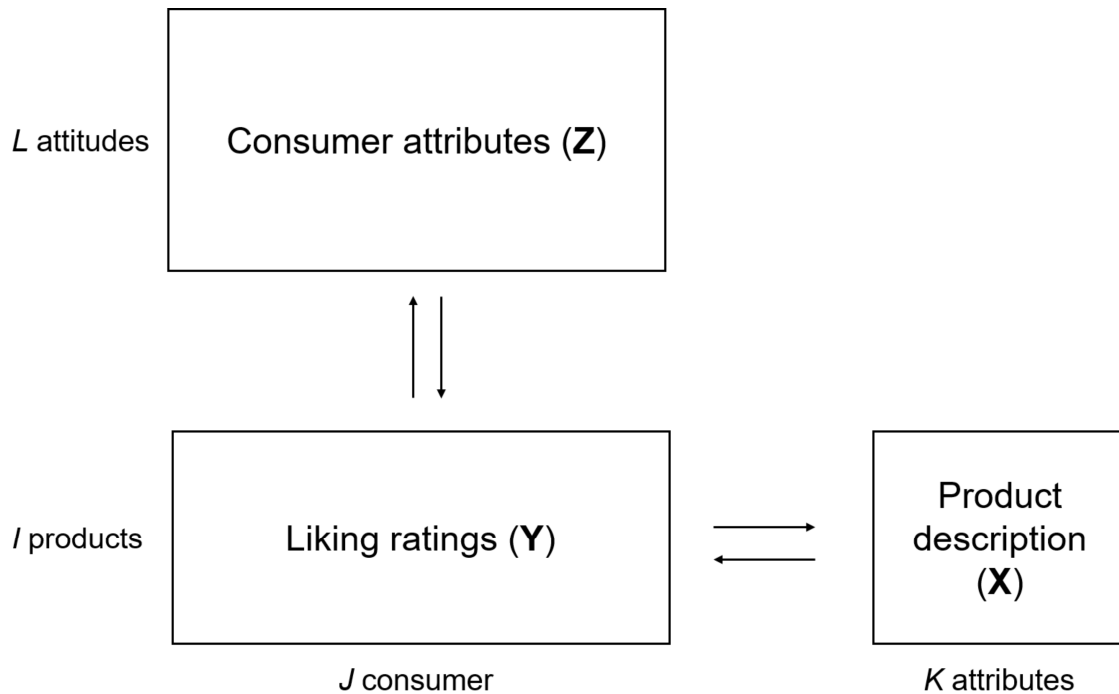 L attitudes
Consumer attributes (Z)
I products
Liking ratings (Y)
Product
description
(X)
J consumer
K attributes